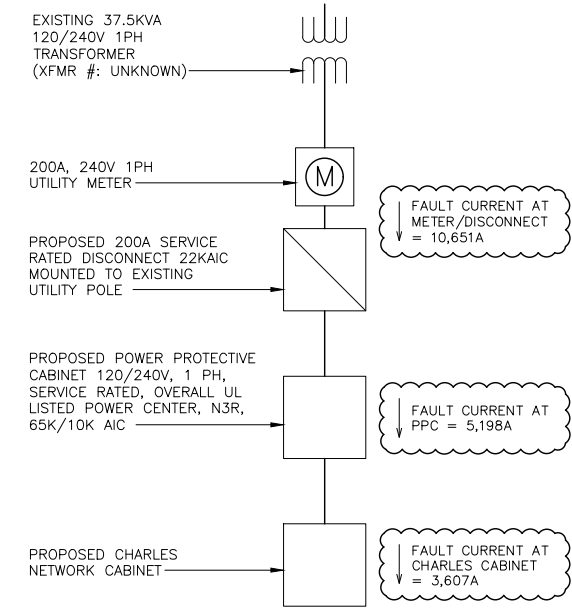 EXISTING 37.5KVA
120/240V 1PH
TRANSFORMER
(XFMR #: UNKNOWN)
200A, 240V 1PH
UTILITY METER
M
FAULT CURRENT AT
METER/DISCONNECT
= 10,651A
PROPOSED 200A SERVICE
RATED DISCONNECT 22KAIC
MOUNTED TO EXISTING
UTILITY POLE
PROPOSED POWER PROTECTIVE
CABINET 120/240V, 1 PH,
SERVICE RATED, OVERALL UL
LISTED POWER CENTER, N3R,
65K/10K AIC
FAULT CURRENT AT
PPC = 5,198A
PROPOSED CHARLES
NETWORK CABINET
FAULT CURRENT AT
CHARLES CABINET
= 3,607A